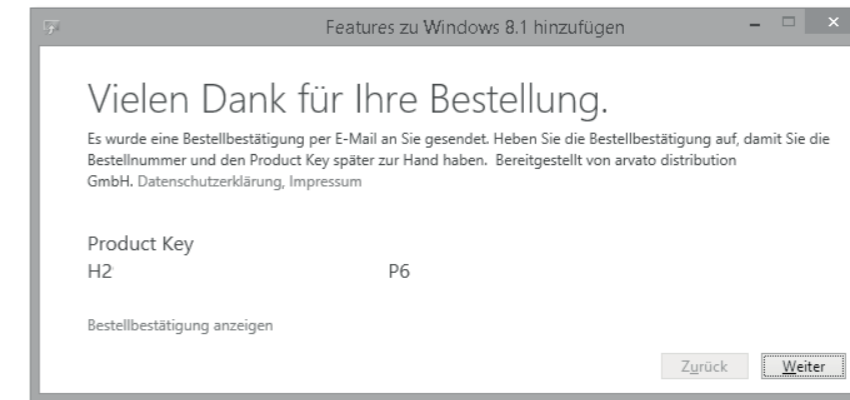 Features zu Windows 8.1 hinzufügen
Vielen Dank für Ihre Bestellung.
Es wurde eine Bestellbestätigung per E-Mail an Sie gesendet. Heben Sie die Bestellbestätigung auf, damit Sie die
Bestellnummer und den Product Key später zur Hand haben. Bereitgestellt von arvato distribution
GmbH. Datenschutzerklärung, Impressum
Product Key
H2 P6
Bestellbestätigung anzeigen
Zurück Weiter